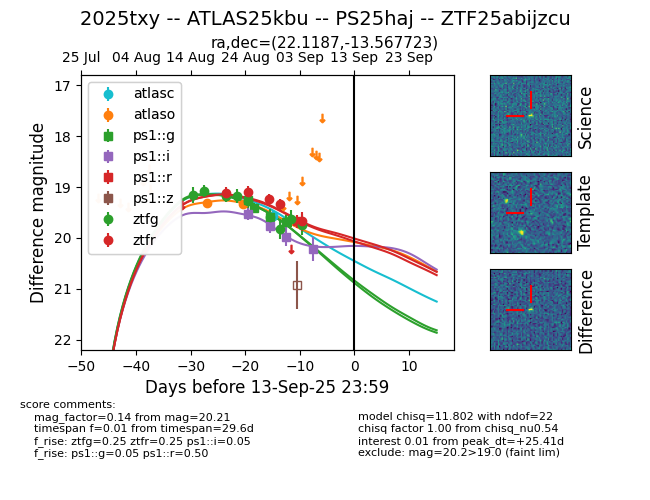 2025txy -- ATLAS25kbu -- PS25haj -- ZTF25abijzcu
ra,dec=(22.1187,-13.567723)
25 Jul 04 Aug 14 Aug 24 Aug 03 Sep 13 Sep 23 Sep
17
18
19
20
21
22
Difference magnitude
atlasc
atlaso
ps1::g
ps1::i
ps1::r
ps1::z
ztfg
ztfr
−50 −40 −30 −20 −10 0 10
Days before 13-Sep-25 23:59
Science
Template
Difference
score comments:
mag_factor=0.14 from mag=20.21
timespan f=0.01 from timespan=29.6d
f_rise: ztfg=0.25 ztfr=0.25 ps1::i=0.05
f_rise: ps1::g=0.05 ps1::r=0.50
model chisq=11.802 with ndof=22
chisq factor 1.00 from chisq_nu0.54
interest 0.01 from peak_dt=+25.41d
exclude: mag=20.2>19.0 (faint lim)